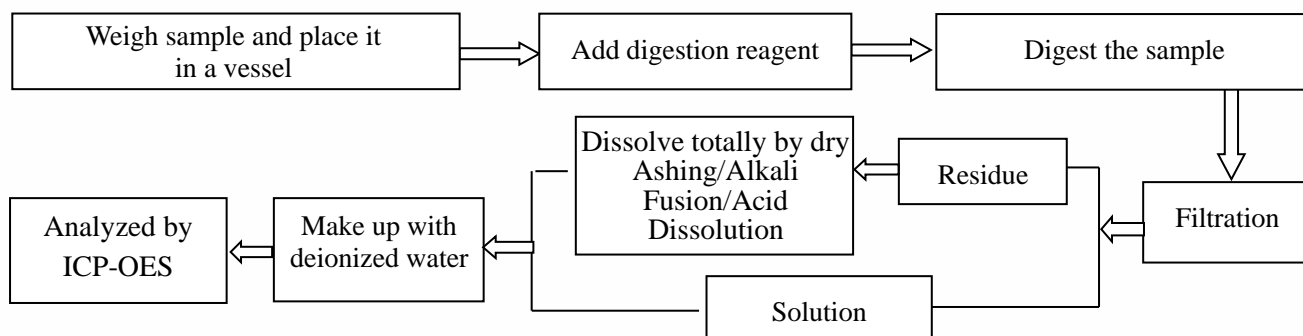 Weigh sample and place it
in a vessel
Add digestion reagent
Digest the sample
Filtration
Residue
Dissolve totally by dry
Ashing/Alkali
Fusion/Acid
Dissolution
Solution
Make up with
deionized water
Analyzed by
ICP-OES